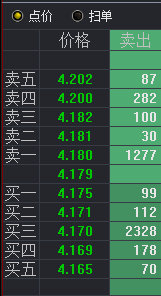 点价 扫单
价格 卖出
卖五 4.202 87
卖四 4.200 282
卖三 4.182 100
卖二 4.181 30
卖一 4.180 1277
4.179
买一 4.175 99
买二 4.171 112
买三 4.170 2328
买四 4.169 178
买五 4.165 70